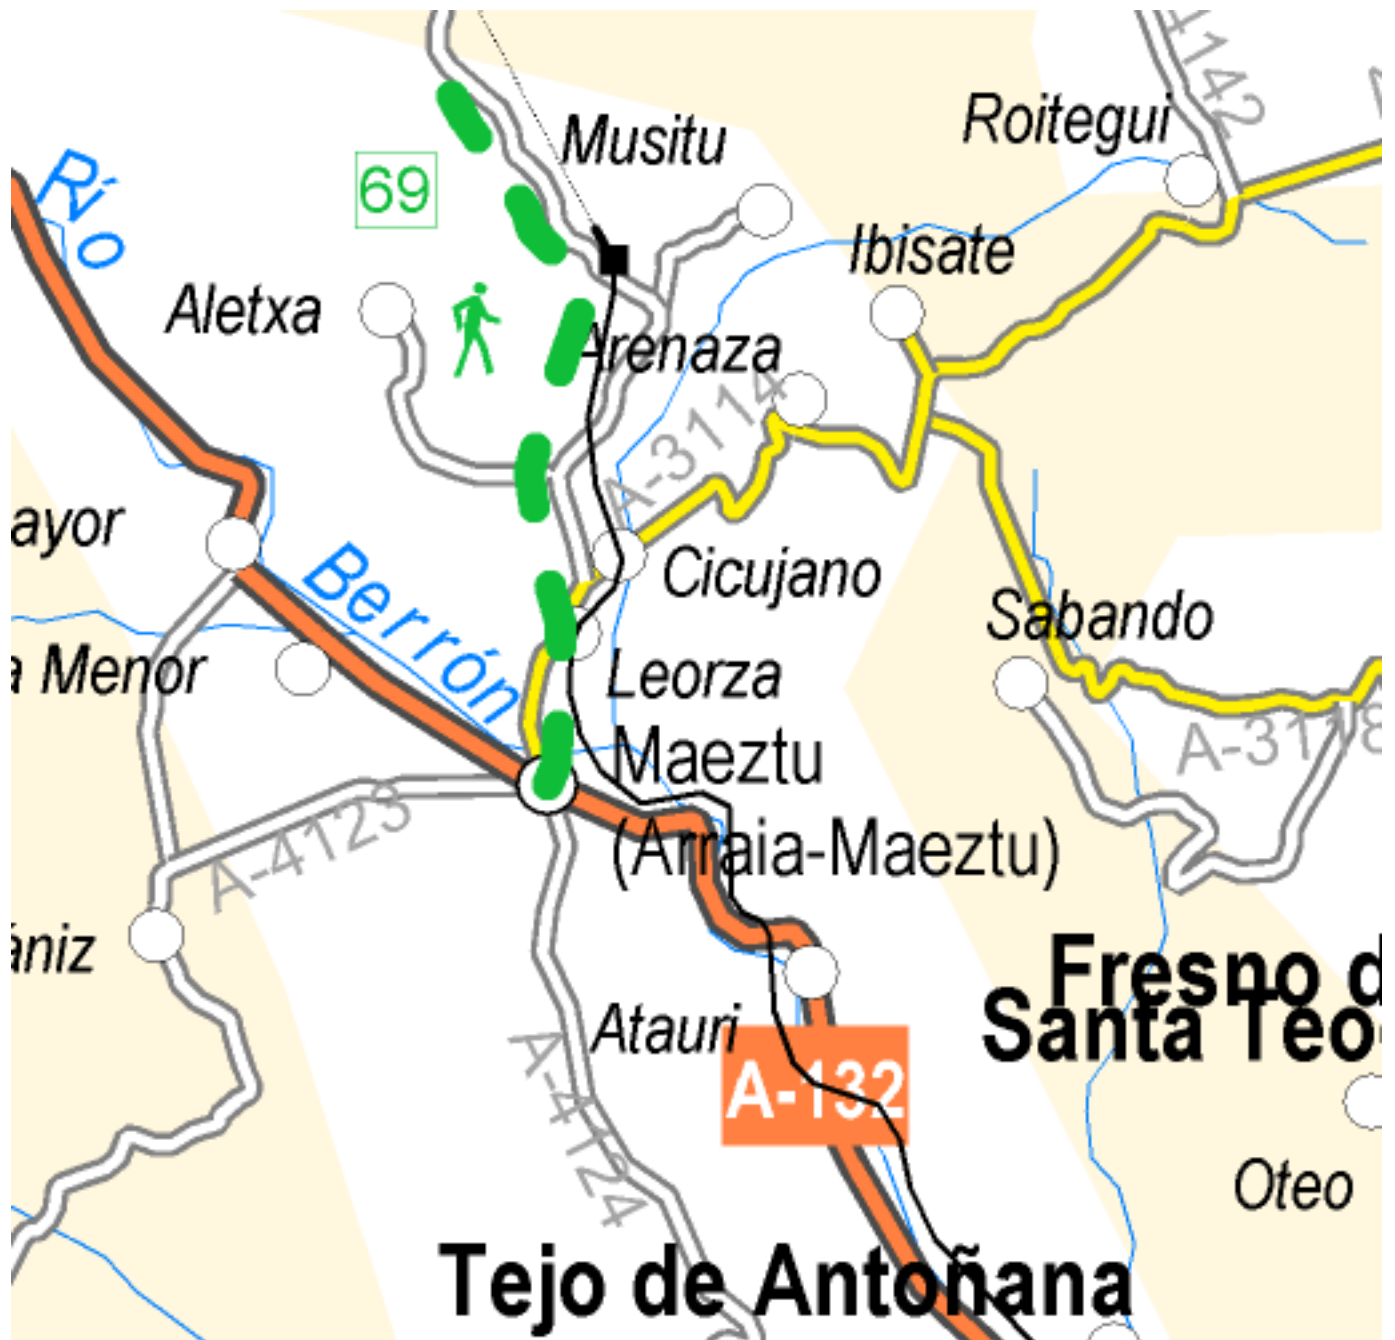 4142
Roitegui
Musitu
Río
69
Ibisate
Aletxa
Arenaza
A-3114
ayor
Cicujano
Berrón
Sabando
a Menor
Leorza
A-3118
Maeztu
(Arraia-Maeztu)
A-4123
ániz
Fresno d
Santa Teo-
Atauri
A-132
A-4124
Oteo
Tejo de Antoñana